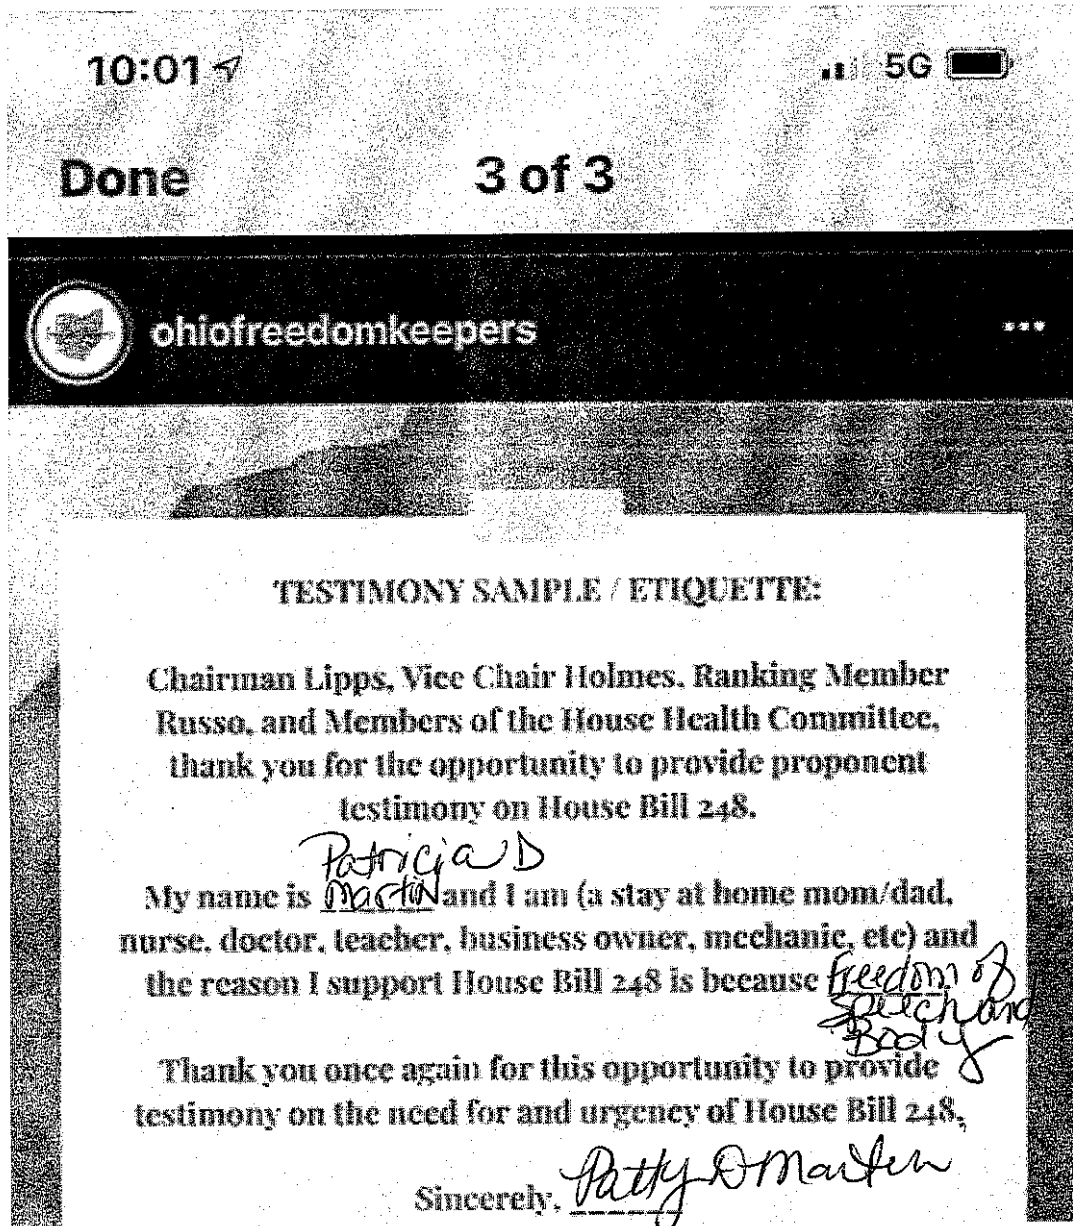 10:01 5G
Done 3 of 3
ohiofreedomkeepers ...
TESTIMONY SAMPLE / ETIQUETTE:
Chairman Lipps, Vice Chair Holmes, Ranking Member
Russo, and Members of the House Health Committee,
thank you for the opportunity to provide proponent
testimony on House Bill 248.
Patricia D
My name is Martin and I am (a stay at home mom/dad,
nurse, doctor, teacher, business owner, mechanic, etc) and
the reason I support House Bill 248 is because freedom of
speech and
Body
Thank you once again for this opportunity to provide
testimony on the need for and urgency of House Bill 248,
Sincerely, Patty D Martin